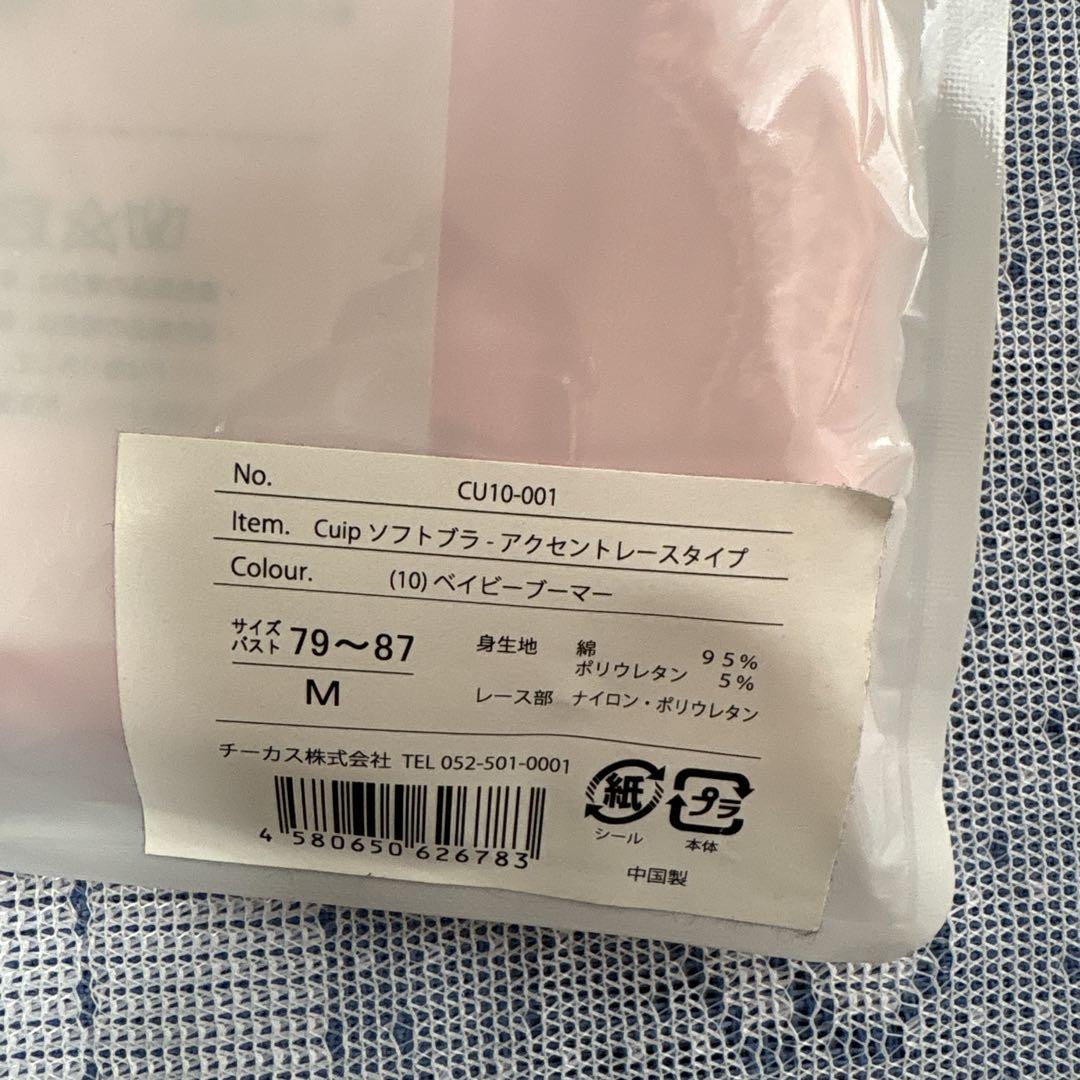 No. CU10-001
Item. Cuip ソフトブラ - アクセントレースタイプ
Colour. (10) ベイビーブーマー
サイズ
バスト 79～87
M
身生地 綿 95%
ポリウレタン 5%
レース部 ナイロン・ポリウレタン
チーカス株式会社 TEL 052-501-0001
4 580650 626783
紙
シール
プラ
本体
中国製